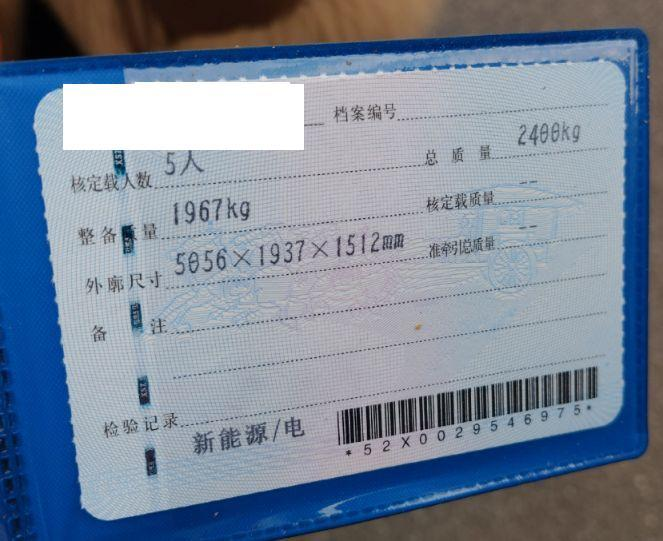 档案编号
核定载人数 5人 总质量 2400kg
整备质量 1967kg 核定载质量 --
外廓尺寸 5056×1937×1512mm 准牵引总质量 --
备注
检验记录 新能源/电
*52X0029546975*